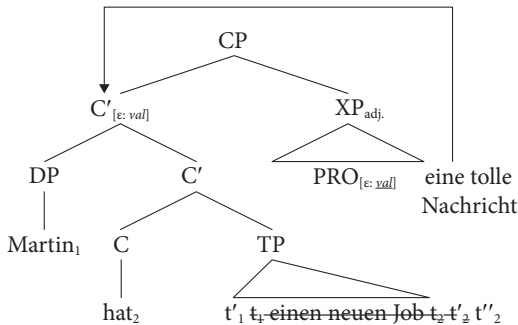 CP
C′[ε: val] XPadj.
DP C′ PRO[ε: val] eine tolle
Nachricht
Martin₁ C TP
hat₂ t′₁ t₁ einen neuen Job t₂ t′₂ t″₂